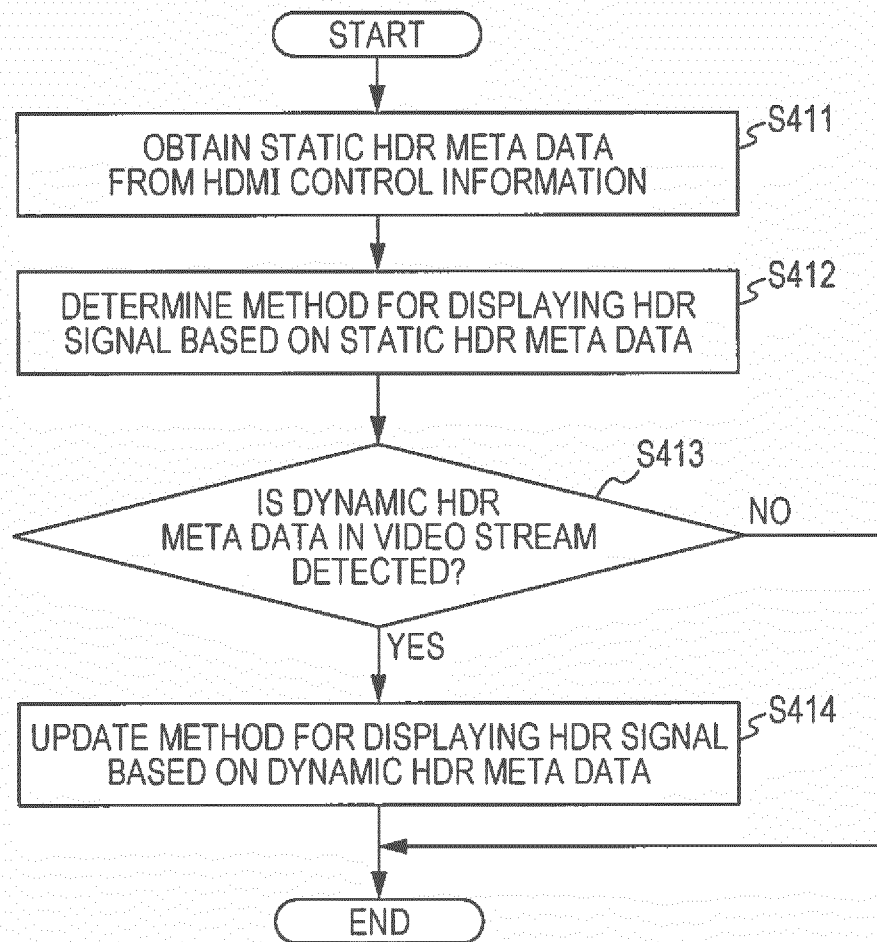 START
S411
OBTAIN STATIC HDR META DATA
FROM HDMI CONTROL INFORMATION
S412
DETERMINE METHOD FOR DISPLAYING HDR
SIGNAL BASED ON STATIC HDR META DATA
S413
IS DYNAMIC HDR
META DATA IN VIDEO STREAM
DETECTED?
NO
YES
S414
UPDATE METHOD FOR DISPLAYING HDR SIGNAL
BASED ON DYNAMIC HDR META DATA
END